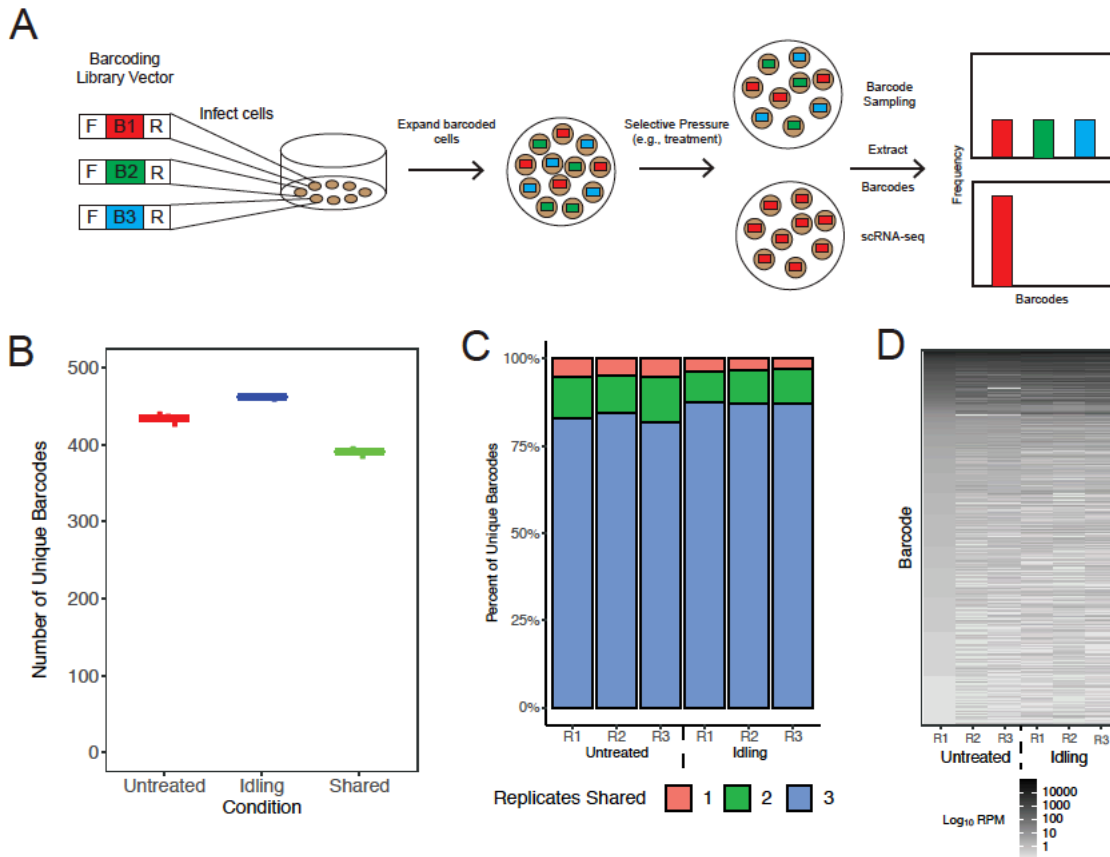 A
Barcoding
Library Vector
F B1 R
F B2 R
F B3 R
Infect cells
Expand barcoded
cells
Selective Pressure
(e.g., treatment)
Barcode
Sampling
Extract
Barcodes
scRNA-seq
Frequency
Barcodes
B
Number of Unique Barcodes
500
400
300
200
100
0
Untreated Idling Shared
Condition
C
Percent of Unique Barcodes
100%
75%
50%
25%
0%
R1 R2 R3 R1 R2 R3
Untreated Idling
Replicates Shared 1 2 3
D
Barcode
R1 R2 R3 R1 R2 R3
Untreated Idling
Log10 RPM
10000
1000
100
10
1